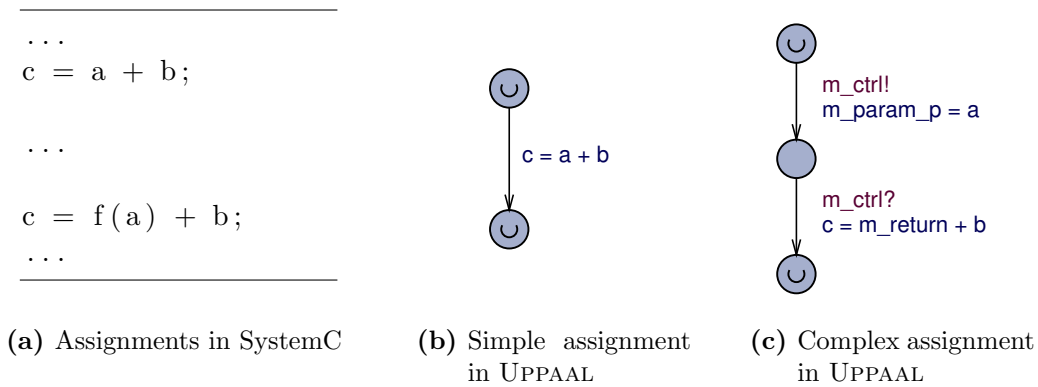 ...
c = a + b;
...
c = f(a) + b;
...
(a) Assignments in SystemC
c = a + b
(b) Simple assignment
in UPPAAL
m_ctrl!
m_param_p = a
m_ctrl?
c = m_return + b
(c) Complex assignment
in UPPAAL